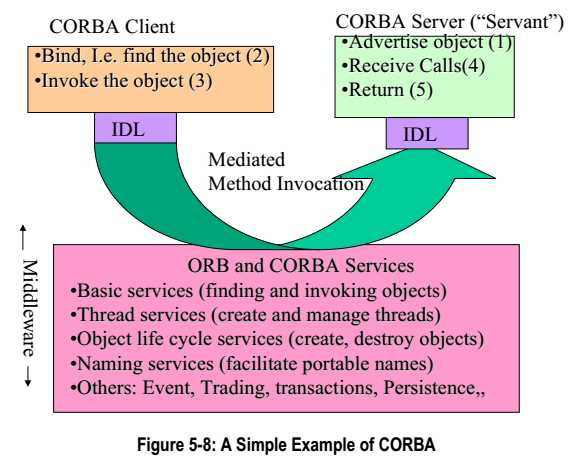 CORBA Client
•Bind, I.e. find the object (2)
•Invoke the object (3)
IDL
CORBA Server (“Servant”)
•Advertise object (1)
•Receive Calls(4)
•Return (5)
IDL
Mediated
Method Invocation
Middleware
ORB and CORBA Services
•Basic services (finding and invoking objects)
•Thread services (create and manage threads)
•Object life cycle services (create, destroy objects)
•Naming services (facilitate portable names)
•Others: Event, Trading, transactions, Persistence,,
Figure 5-8: A Simple Example of CORBA